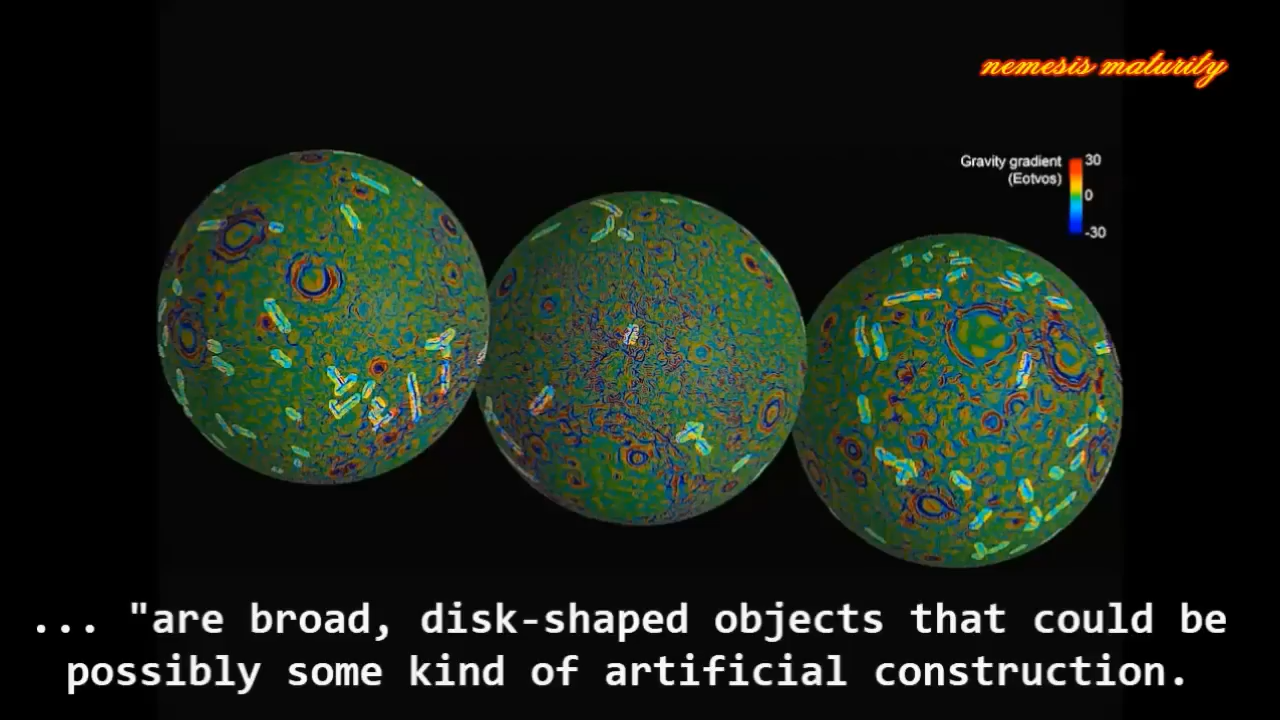 nemesis maturity
Gravity gradient 30
(Eotvos) 0
-30
... "are broad, disk-shaped objects that could be
possibly some kind of artificial construction.